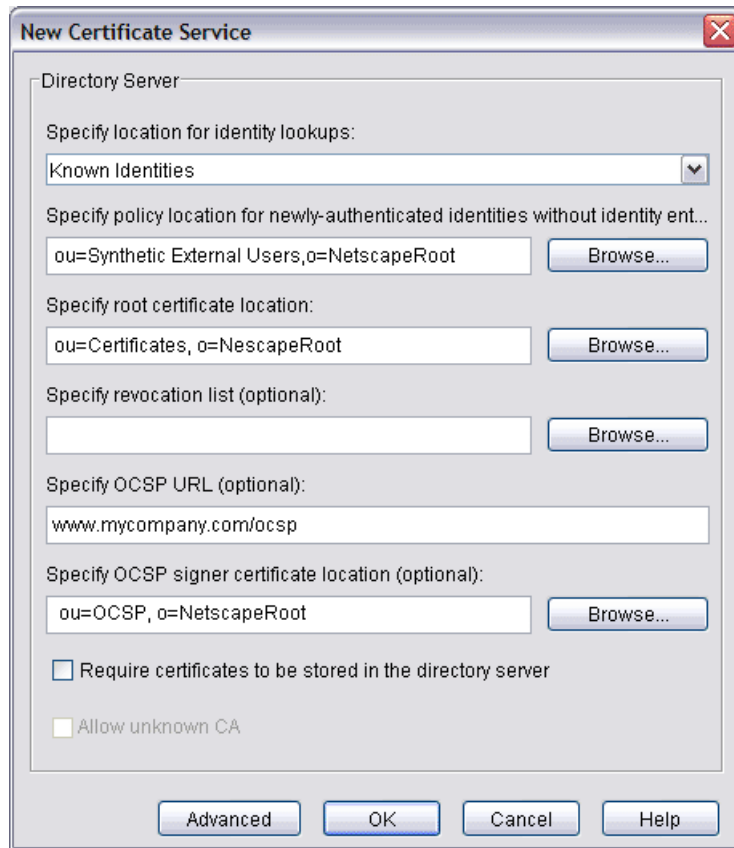 New Certificate Service
Directory Server
Specify location for identity lookups:
Known Identities
Specify policy location for newly-authenticated identities without identity ent...
ou=Synthetic External Users,o=NetscapeRoot
Browse...
Specify root certificate location:
ou=Certificates, o=NescapeRoot
Browse...
Specify revocation list (optional):
Browse...
Specify OCSP URL (optional):
www.mycompany.com/ocsp
Specify OCSP signer certificate location (optional):
ou=OCSP, o=NetscapeRoot
Browse...
Require certificates to be stored in the directory server
Allow unknown CA
Advanced
OK
Cancel
Help